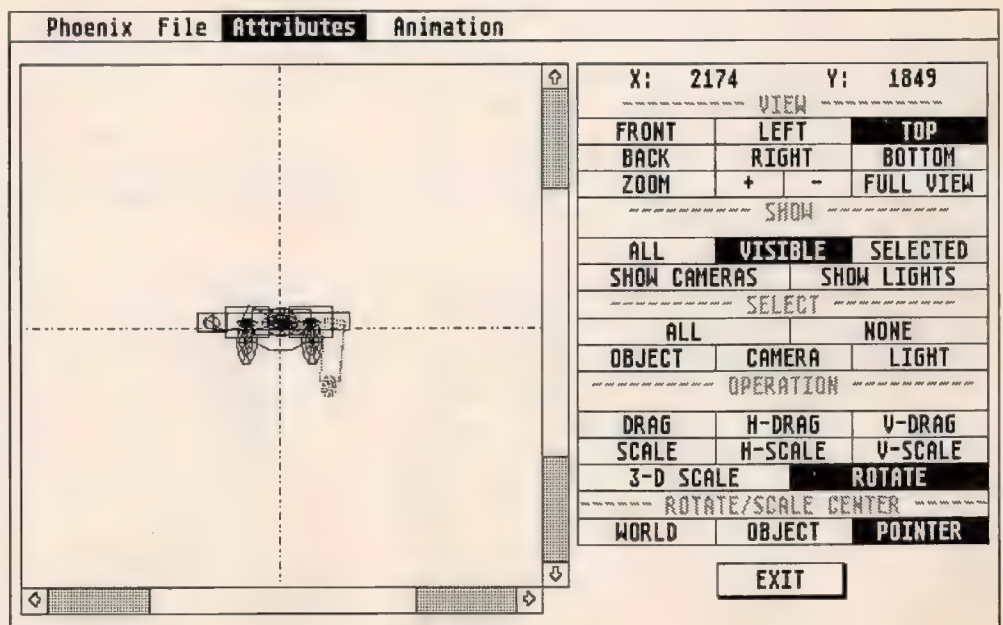 Phoenix File Attributes Animation
X: 2174 Y: 1849
VIEW
FRONT LEFT TOP
BACK RIGHT BOTTOM
ZOOM + - FULL VIEW
SHOW
ALL VISIBLE SELECTED
SHOW CAMERAS SHOW LIGHTS
SELECT
ALL NONE
OBJECT CAMERA LIGHT
OPERATION
DRAG H-DRAG V-DRAG
SCALE H-SCALE V-SCALE
3-D SCALE ROTATE
ROTATE/SCALE CENTER
WORLD OBJECT POINTER
EXIT